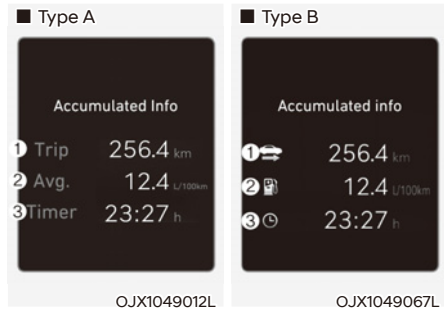 ■ Type A
Accumulated Info
① Trip 256.4 km
② Avg. 12.4 L/100km
③ Timer 23:27 h
OJX1049012L
■ Type B
Accumulated info
① 256.4 km
② 12.4 L/100km
③ 23:27 h
OJX1049067L